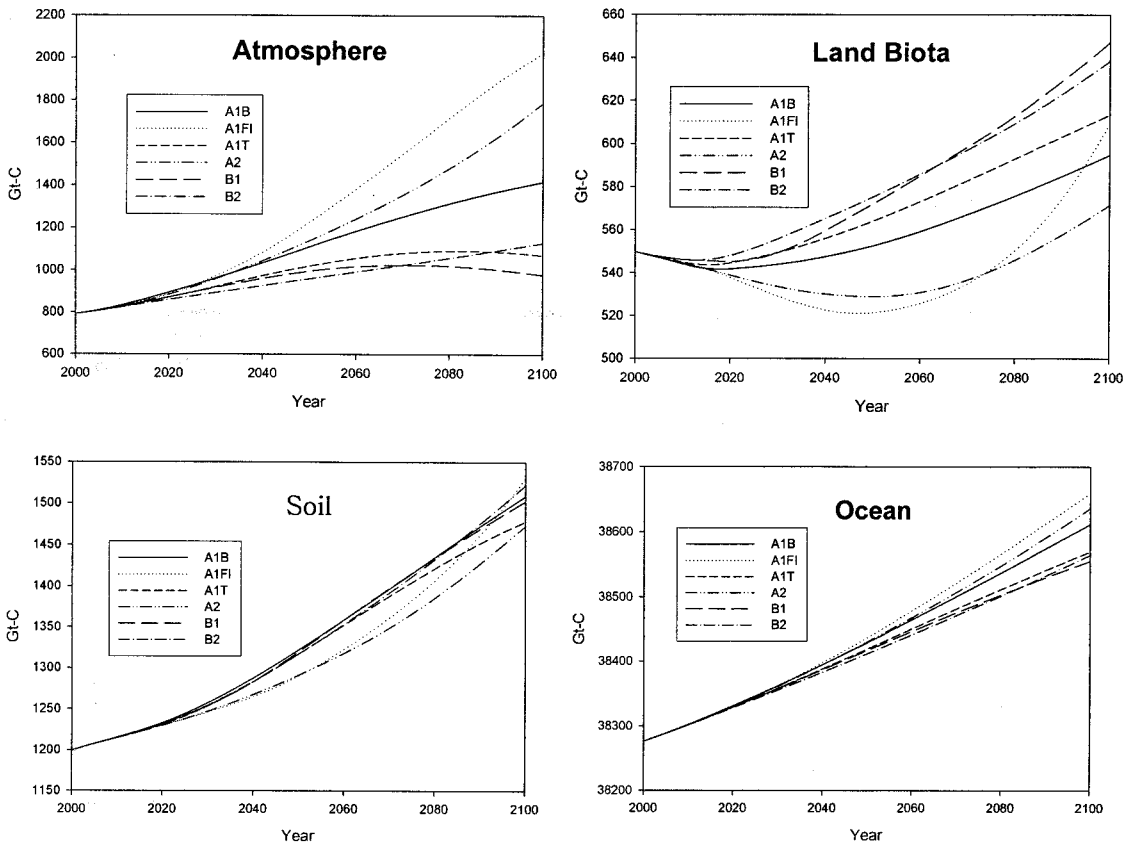 Atmosphere
2200
2000
1800
1600
1400
1200
1000
800
600
Gt-C
A1B
A1FI
A1T
A2
B1
B2
2000 2020 2040 2060 2080 2100
Year
Land Biota
660
640
620
600
580
560
540
520
500
Gt-C
A1B
A1FI
A1T
A2
B1
B2
2000 2020 2040 2060 2080 2100
Year
Soil
1550
1500
1450
1400
1350
1300
1250
1200
1150
Gt-C
A1B
A1FI
A1T
A2
B1
B2
2000 2020 2040 2060 2080 2100
Year
Ocean
38700
38600
38500
38400
38300
38200
Gt-C
A1B
A1FI
A1T
A2
B1
B2
2000 2020 2040 2060 2080 2100
Year